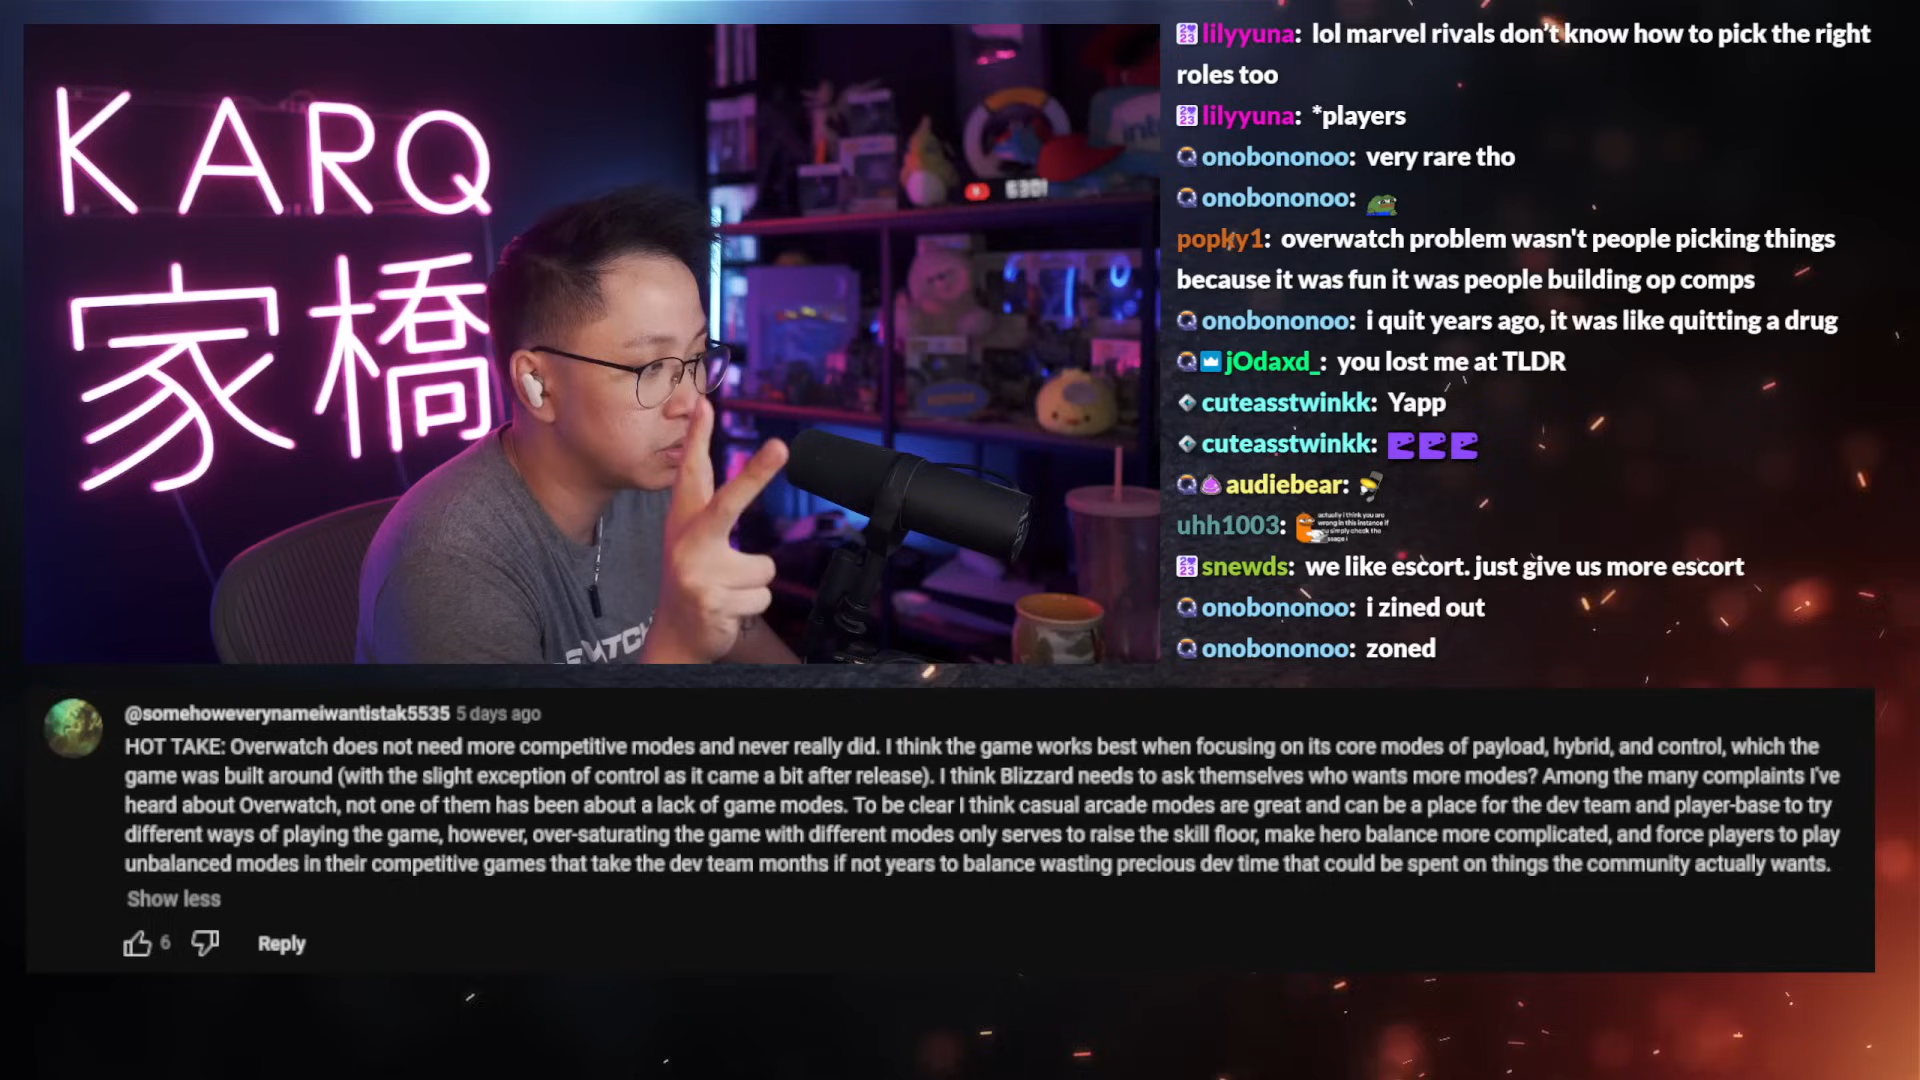 KARQ
家橋
lilyyuna: lol marvel rivals don't know how to pick the right
roles too
lilyyuna: *players
onobononoo: very rare tho
onobononoo:
popky1: overwatch problem wasn't people picking things
because it was fun it was people building op comps
onobononoo: i quit years ago, it was like quitting a drug
jOdaxd_: you lost me at TLDR
cuteasstwinkk: Yapp
cuteasstwinkk:
audiebear:
uhh1003:
snewds: we like escort. just give us more escort
onobononoo: i zined out
onobononoo: zoned
@somehoweverynameiwantistak5535 5 days ago
HOT TAKE: Overwatch does not need more competitive modes and never really did. I think the game works best when focusing on its core modes of payload, hybrid, and control, which the
game was built around (with the slight exception of control as it came a bit after release). I think Blizzard needs to ask themselves who wants more modes? Among the many complaints I've
heard about Overwatch, not one of them has been about a lack of game modes. To be clear I think casual arcade modes are great and can be a place for the dev team and player-base to try
different ways of playing the game, however, over-saturating the game with different modes only serves to raise the skill floor, make hero balance more complicated, and force players to play
unbalanced modes in their competitive games that take the dev team months if not years to balance wasting precious dev time that could be spent on things the community actually wants.
Show less
6
Reply